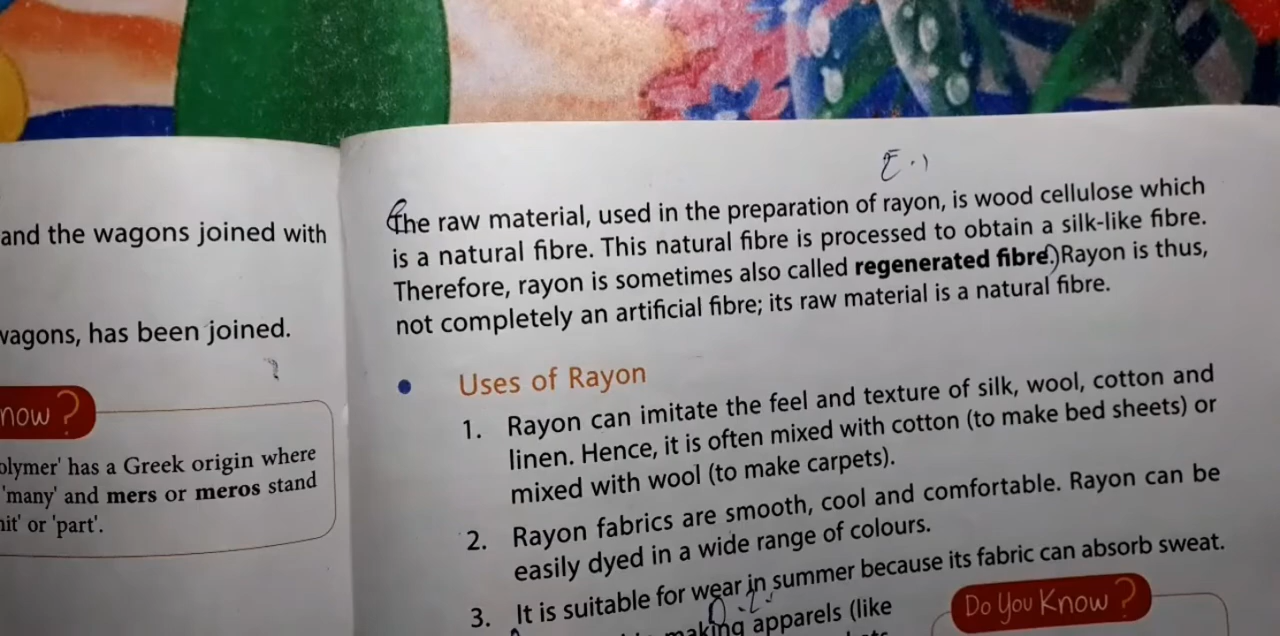 and the wagons joined with
wagons, has been joined.
now?
olymer' has a Greek origin where
'many' and mers or meros stand
nit' or 'part'.
The raw material, used in the preparation of rayon, is wood cellulose which
is a natural fibre. This natural fibre is processed to obtain a silk-like fibre.
Therefore, rayon is sometimes also called regenerated fibre. Rayon is thus,
not completely an artificial fibre; its raw material is a natural fibre.
Uses of Rayon
1. Rayon can imitate the feel and texture of silk, wool, cotton and
linen. Hence, it is often mixed with cotton (to make bed sheets) or
mixed with wool (to make carpets).
2. Rayon fabrics are smooth, cool and comfortable. Rayon can be
easily dyed in a wide range of colours.
3. It is suitable for wear in summer because its fabric can absorb sweat.
making apparels (like
Do You Know?